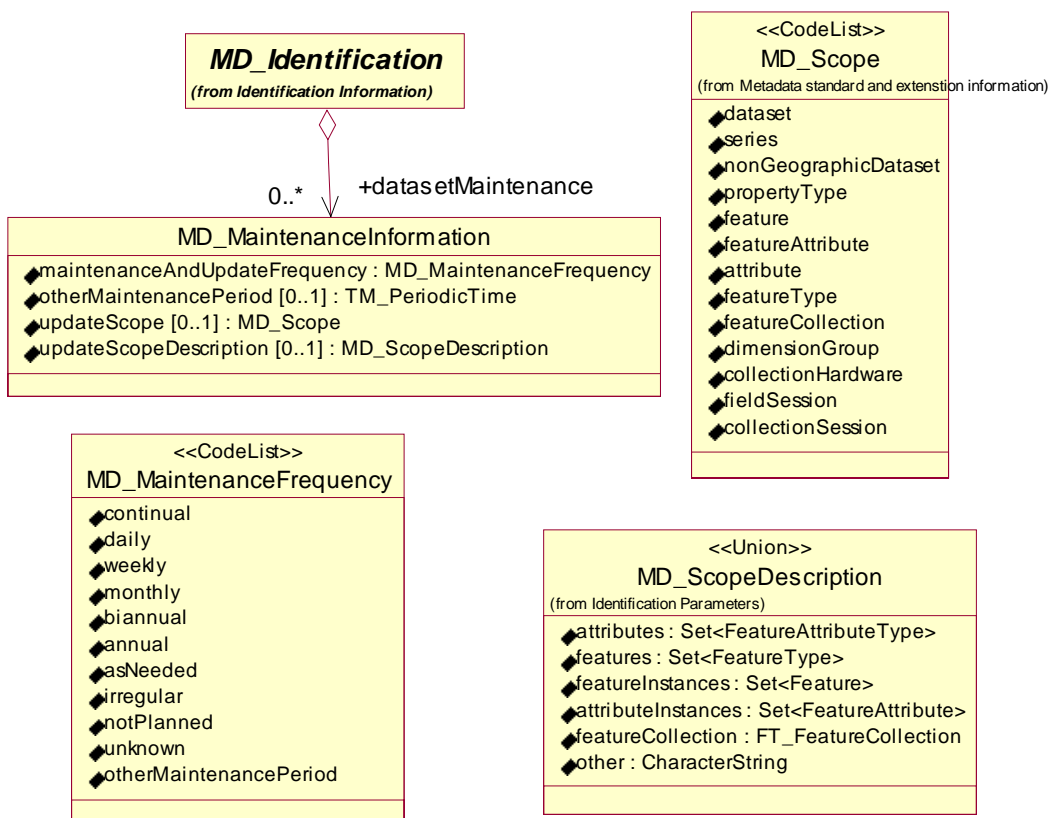 MD_Identification
(from Identification Information)
0..*
+datasetMaintenance
MD_MaintenanceInformation
maintenanceAndUpdateFrequency : MD_MaintenanceFrequency
otherMaintenancePeriod [0..1] : TM_PeriodicTime
updateScope [0..1] : MD_Scope
updateScopeDescription [0..1] : MD_ScopeDescription
<<CodeList>>
MD_Scope
(from Metadata standard and extenstion information)
dataset
series
nonGeographicDataset
propertyType
feature
featureAttribute
attribute
featureType
featureCollection
dimensionGroup
collectionHardware
fieldSession
collectionSession
<<CodeList>>
MD_MaintenanceFrequency
continual
daily
weekly
monthly
biannual
annual
asNeeded
irregular
notPlanned
unknown
otherMaintenancePeriod
<<Union>>
MD_ScopeDescription
(from Identification Parameters)
attributes : Set<FeatureAttributeType>
features : Set<FeatureType>
featureInstances : Set<Feature>
attributeInstances : Set<FeatureAttribute>
featureCollection : FT_FeatureCollection
other : CharacterString